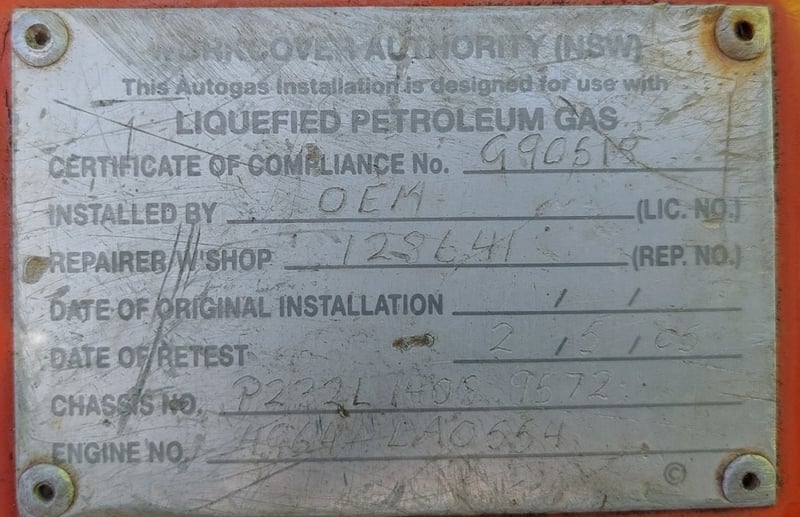 WORKCOVER AUTHORITY (NSW)
This Autogas Installation is designed for use with
LIQUEFIED PETROLEUM GAS
CERTIFICATE OF COMPLIANCE No.
INSTALLED BY OEM (LIC. NO.)
REPAIRER/W'SHOP 128641 (REP. NO.)
DATE OF ORIGINAL INSTALLATION / /
DATE OF RETEST 2 / 5 / 05
CHASSIS NO.
ENGINE NO.
©